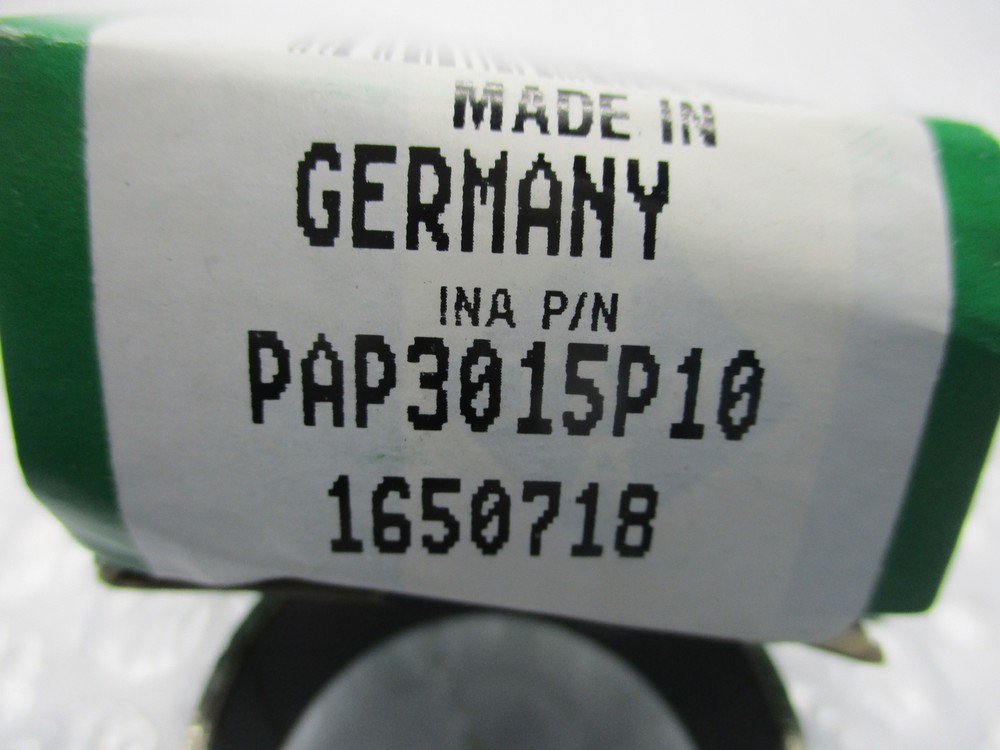 MADE IN
GERMANY
INA P/N
PAP3015P10
1650718